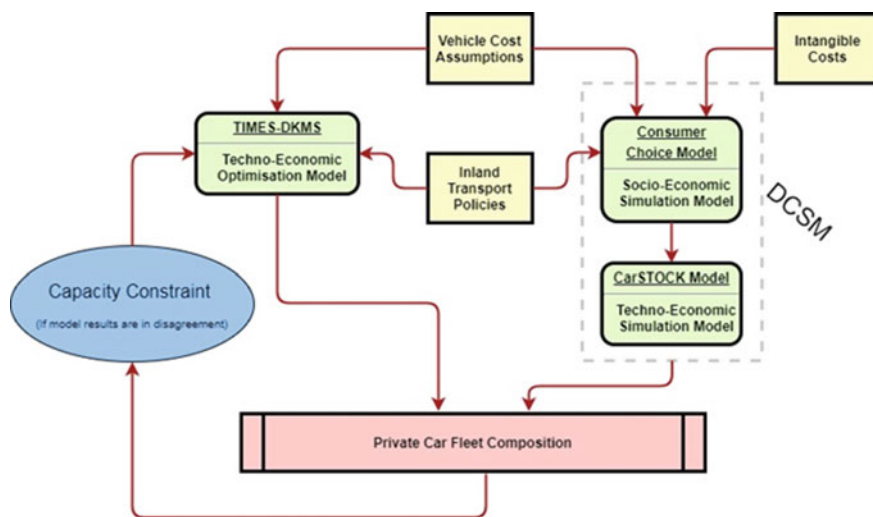 Vehicle Cost
Assumptions
Intangible
Costs
TIMES-DKMS
Techno-Economic
Optimisation Model
Consumer
Choice Model
Socio-Economic
Simulation Model
Inland
Transport
Policies
DCSM
CarSTOCK Model
Techno-Economic
Simulation Model
Capacity Constraint
(If model results are in disagreement)
Private Car Fleet Composition